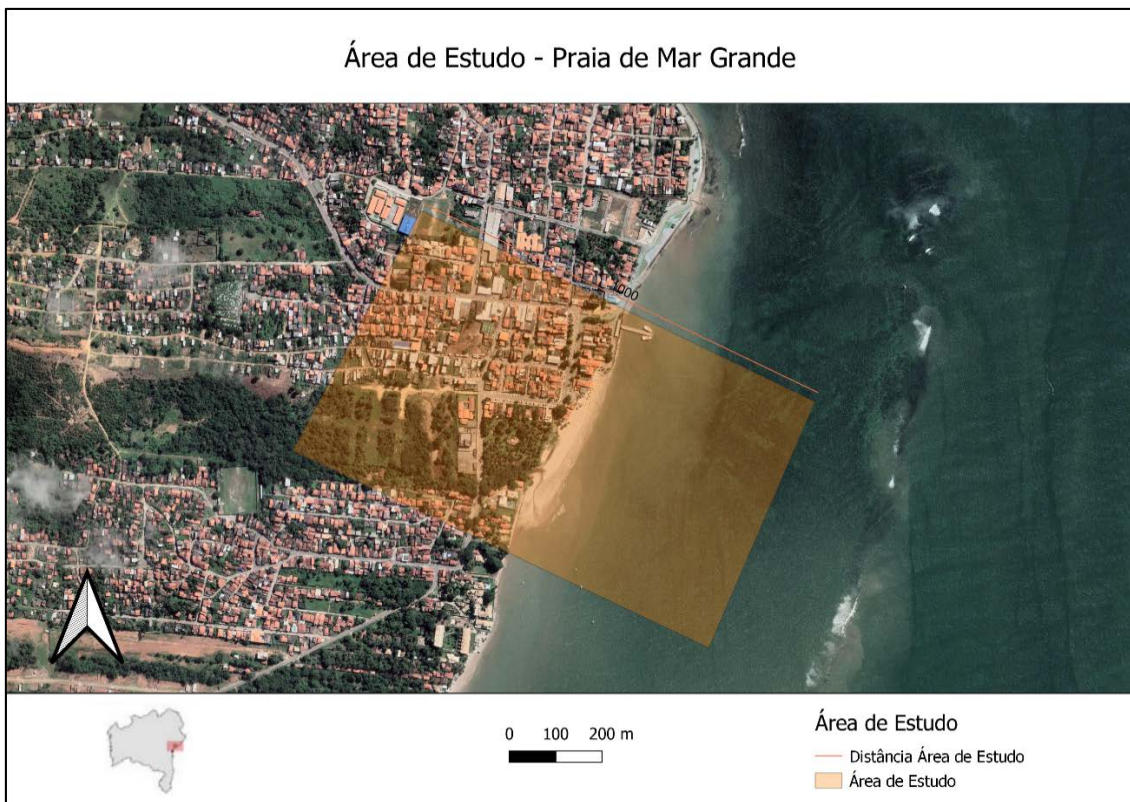 Área de Estudo - Praia de Mar Grande
L 1000
0 100 200 m
Área de Estudo
Distância Área de Estudo
Área de Estudo